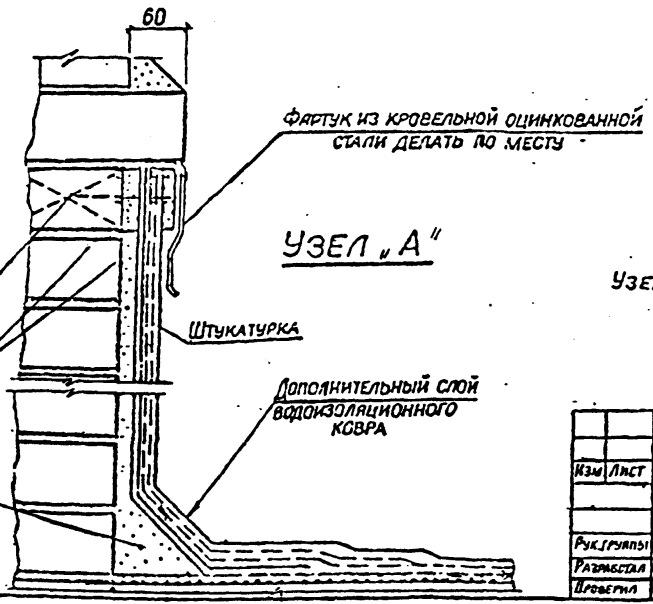 60
ФАРТУК ИЗ КРОВЕЛЬНОЙ ОЦИНКОВАННОЙ
СТАЛИ ДЕЛАТЬ ПО МЕСТУ
УЗЕЛ „А“
УЗЕ
ШТУКАТУРКА
ДОПОЛНИТЕЛЬНЫЙ СЛОЙ
ВОДОИЗОЛЯЦИОННОГО
КОВРА
ИЗМ ЛИСТ
РУК.ГРУППЫ
РАЗРАБОТАЛ
ПРОВЕРИЛ